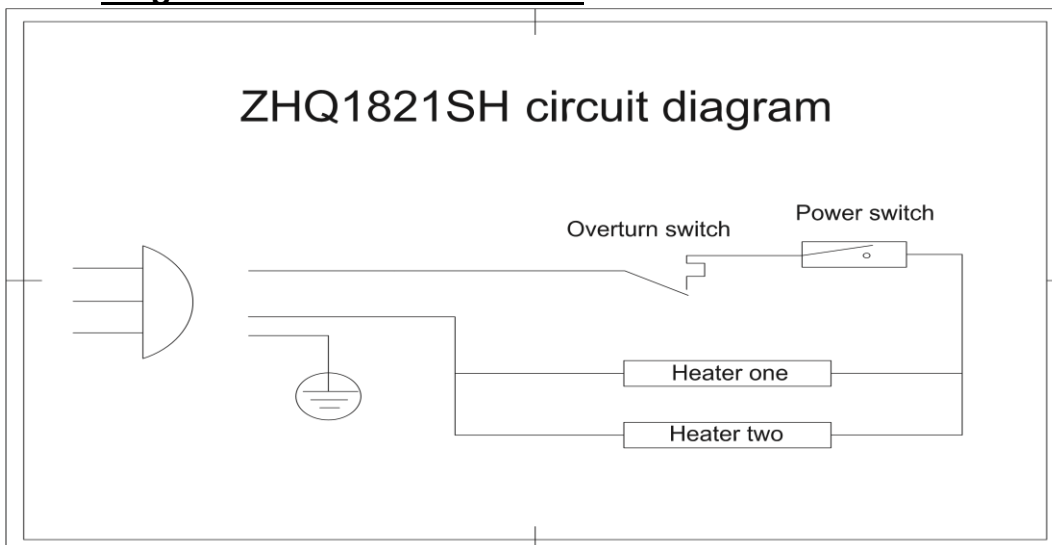 ZHQ1821SH circuit diagram
Overturn switch
Power switch
Heater one
Heater two